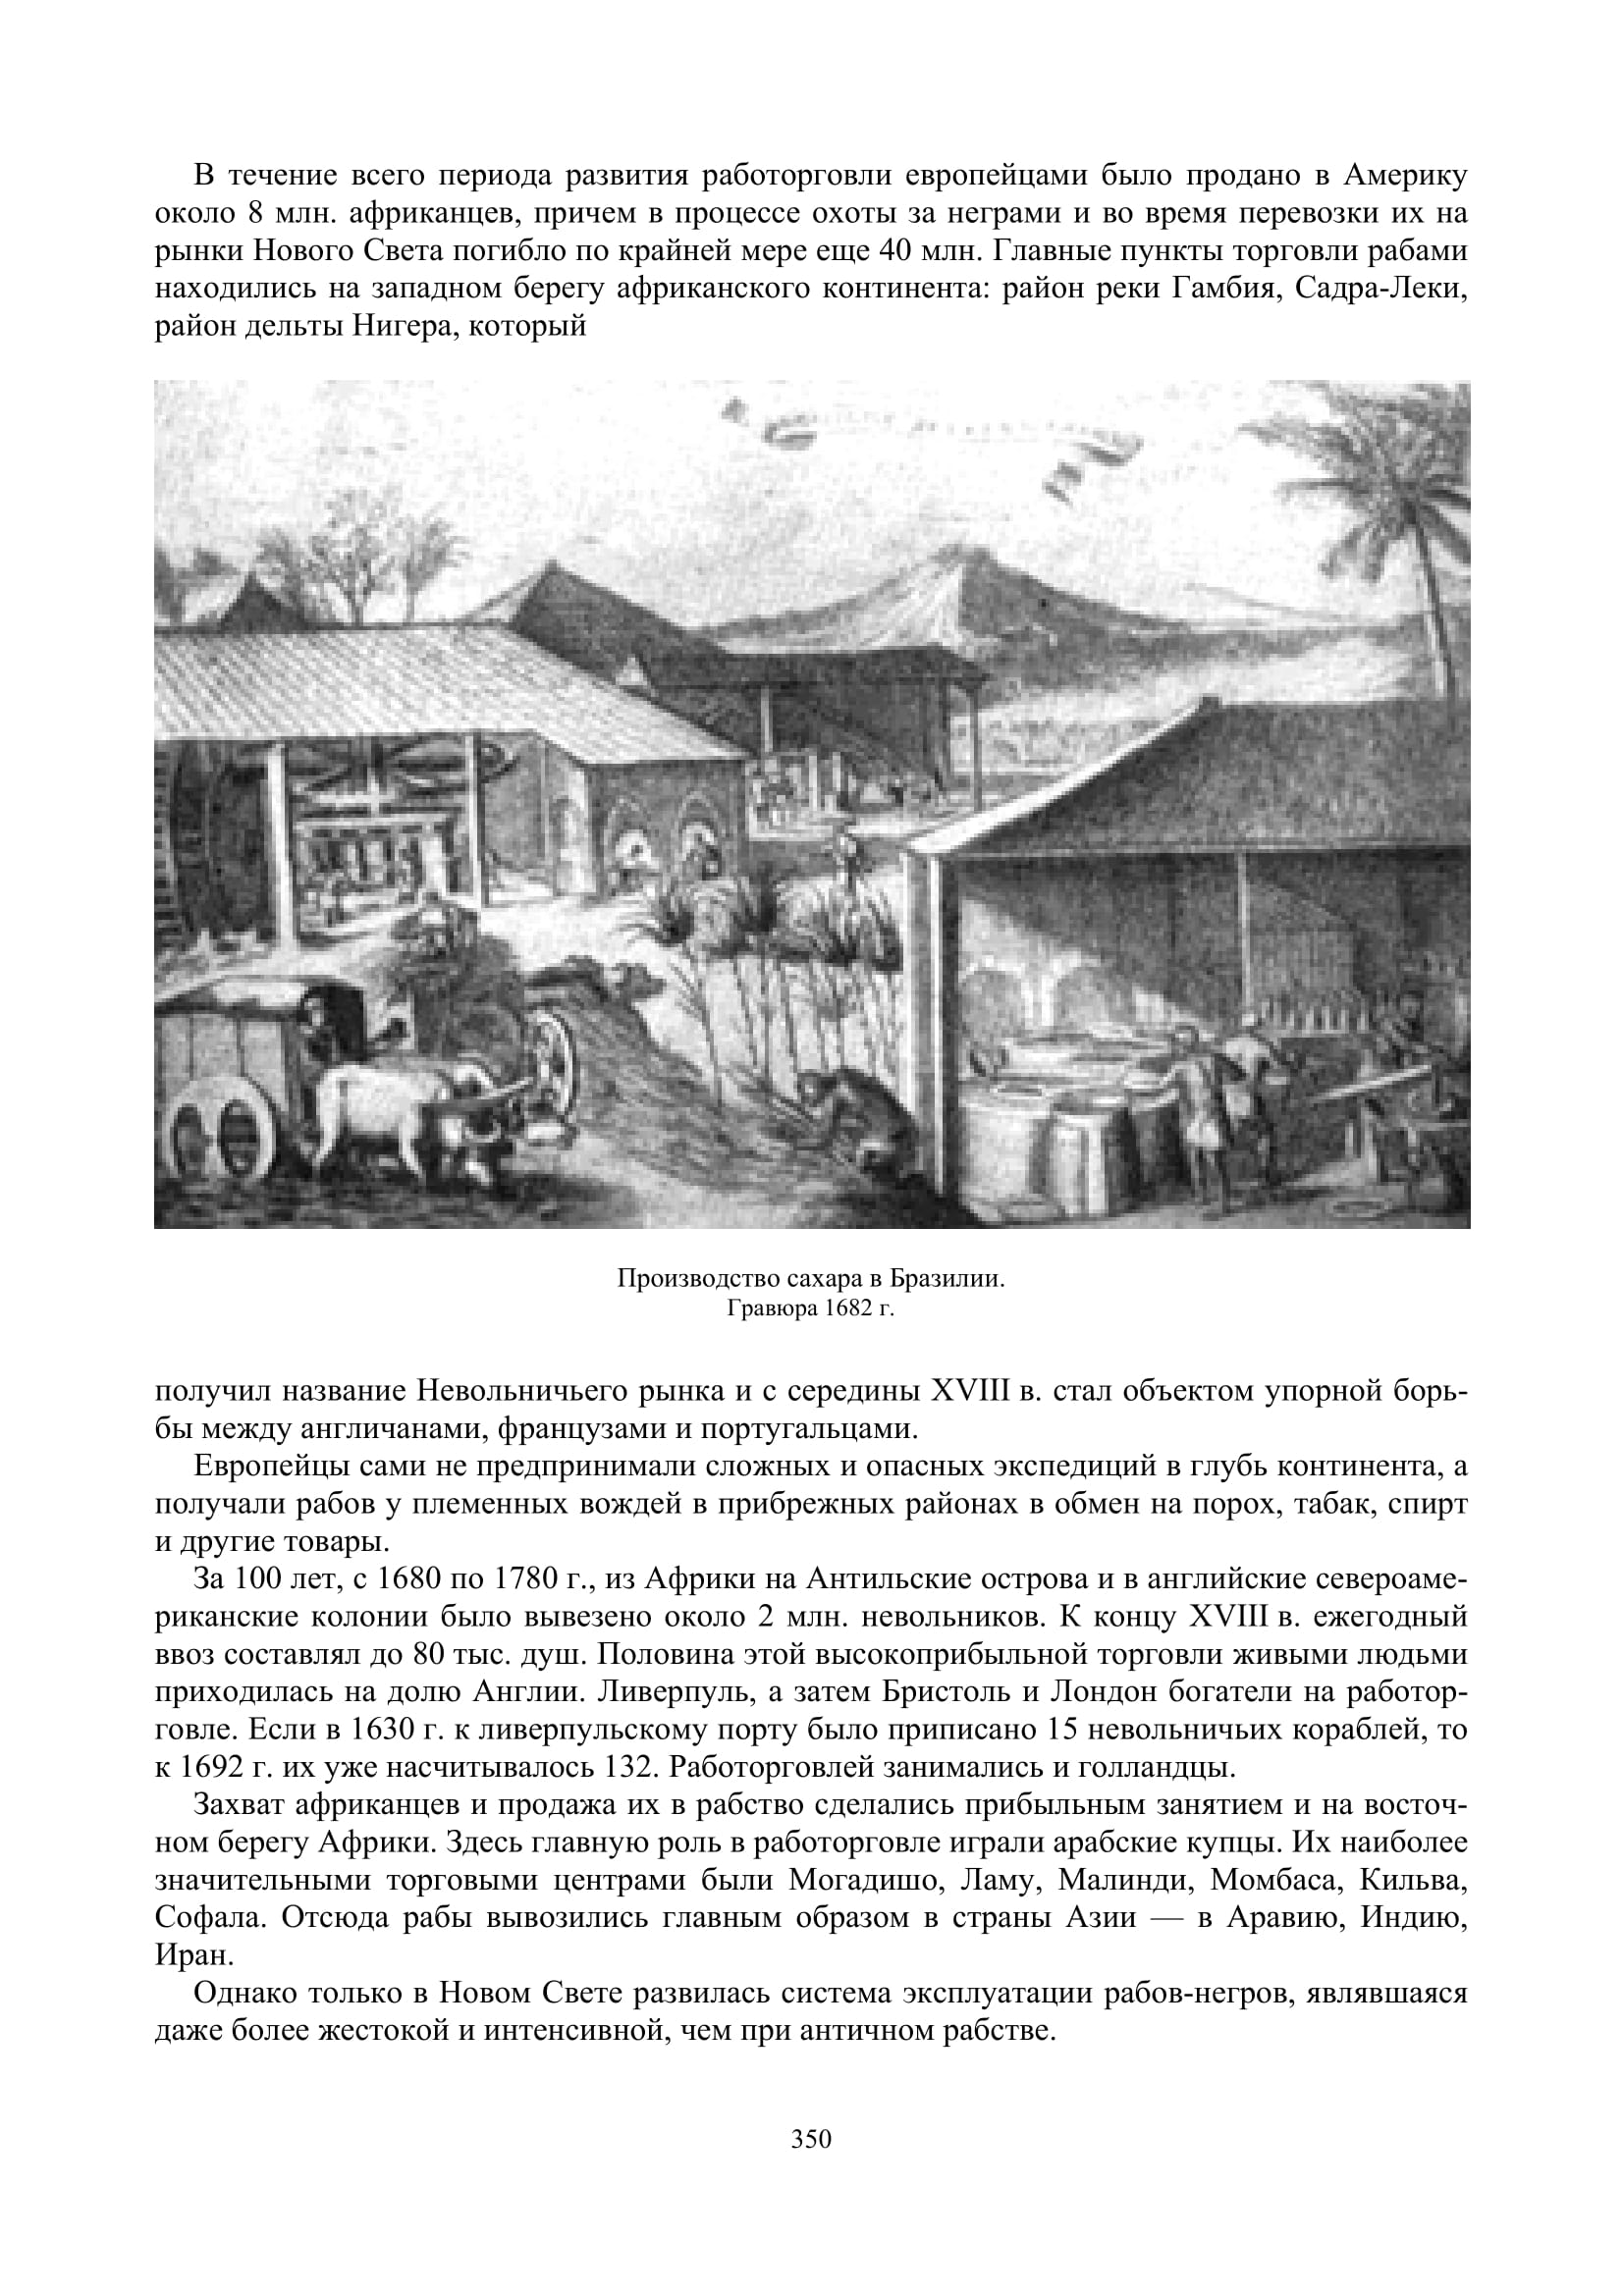 В течение всего периода развития работорговли европейцами было продано в Америку
около 8 млн. африканцев, причем в процессе охоты за неграми и во время перевозки их на
рынки Нового Света погибло по крайней мере еще 40 млн. Главные пункты торговли рабами
находились на западном берегу африканского континента: район реки Гамбия, Садра-Леки,
район дельты Нигера, который
Производство сахара в Бразилии.
Гравюра 1682 г.
получил название Невольничьего рынка и с середины XVIII в. стал объектом упорной борь-
бы между англичанами, французами и португальцами.
Европейцы сами не предпринимали сложных и опасных экспедиций в глубь континента, а
получали рабов у племенных вождей в прибрежных районах в обмен на порох, табак, спирт
и другие товары.
За 100 лет, с 1680 по 1780 г., из Африки на Антильские острова и в английские североаме-
риканские колонии было вывезено около 2 млн. невольников. К концу XVIII в. ежегодный
ввоз составлял до 80 тыс. душ. Половина этой высокоприбыльной торговли живыми людьми
приходилась на долю Англии. Ливерпуль, а затем Бристоль и Лондон богатели на работор-
говле. Если в 1630 г. к ливерпульскому порту было приписано 15 невольничьих кораблей, то
к 1692 г. их уже насчитывалось 132. Работорговлей занимались и голландцы.
Захват африканцев и продажа их в рабство сделались прибыльным занятием и на восточ-
ном берегу Африки. Здесь главную роль в работорговле играли арабские купцы. Их наиболее
значительными торговыми центрами были Могадишо, Ламу, Малинди, Момбаса, Кильва,
Софала. Отсюда рабы вывозились главным образом в страны Азии — в Аравию, Индию,
Иран.
Однако только в Новом Свете развилась система эксплуатации рабов-негров, являвшаяся
даже более жестокой и интенсивной, чем при античном рабстве.
350